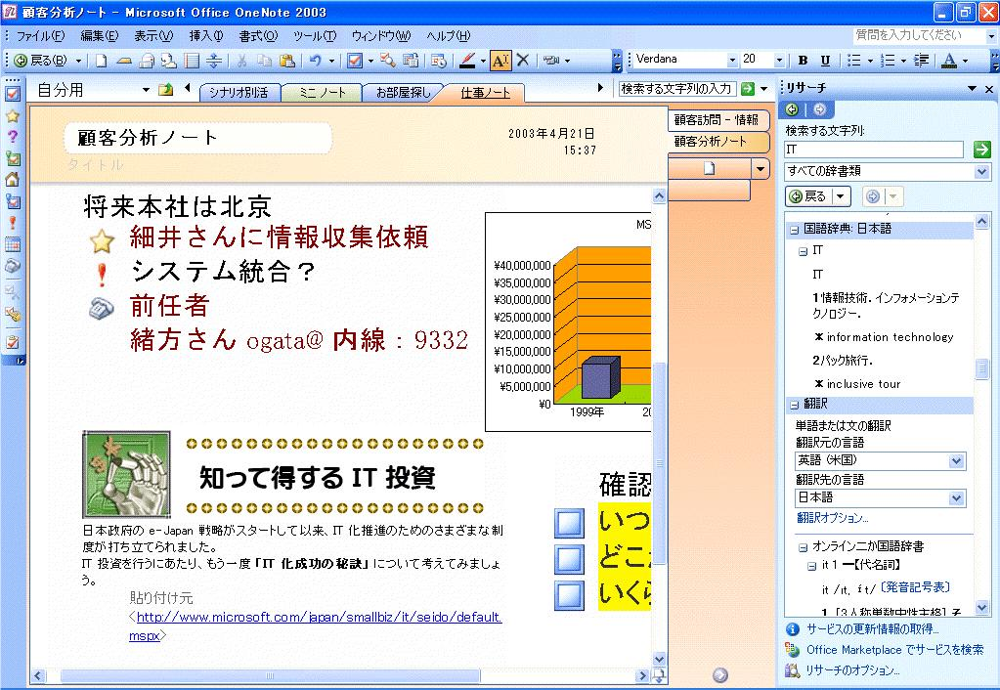 顧客分析ノート - Microsoft Office OneNote 2003
ファイル(F) 編集(E) 表示(V) 挿入(I) 書式(O) ツール(T) ウィンドウ(W) ヘルプ(H) 質問を入力してください
戻る(B) Verdana 20 B U A
自分用 シナリオ別活 ミニ ノート お部屋探し 仕事ノート 検索する文字列の入力
顧客分析ノート
タイトル
2003年4月21日
15:37
顧客訪問 - 情報
顧客分析ノート
将来本社は北京
細井さんに情報収集依頼
システム統合？
前任者
緒方さん ogata@ 内線：9332
MS
¥40,000,000
¥35,000,000
¥30,000,000
¥25,000,000
¥20,000,000
¥15,000,000
¥10,000,000
¥5,000,000
¥0
1999年 20
知って得する IT 投資
日本政府の e-Japan 戦略がスタートして以来、IT 化推進のためのさまざまな制
度が打ち立てられました。
IT 投資を行うにあたり、もう一度「IT 化成功の秘訣」について考えてみましょ
う。
貼り付け元
<http://www.microsoft.com/japan/smallbiz/it/seido/default.
mspx>
確認
いつ
どこ
いくら
リサーチ
検索する文字列:
IT
すべての辞書類
戻る
国語辞典: 日本語
IT
IT
1情報技術．インフォメーションテ
クノロジー．
information technology
2パック旅行．
inclusive tour
翻訳
単語または文の翻訳
翻訳元の言語
英語 (米国)
翻訳先の言語
日本語
翻訳オプション...
オンライン二か国語辞書
it 1 ―【代名詞】
〔発音記号表〕
1 [3人称単数中性主格] そ
サービスの更新情報の取得...
Office Marketplace でサービスを検索
リサーチのオプション...